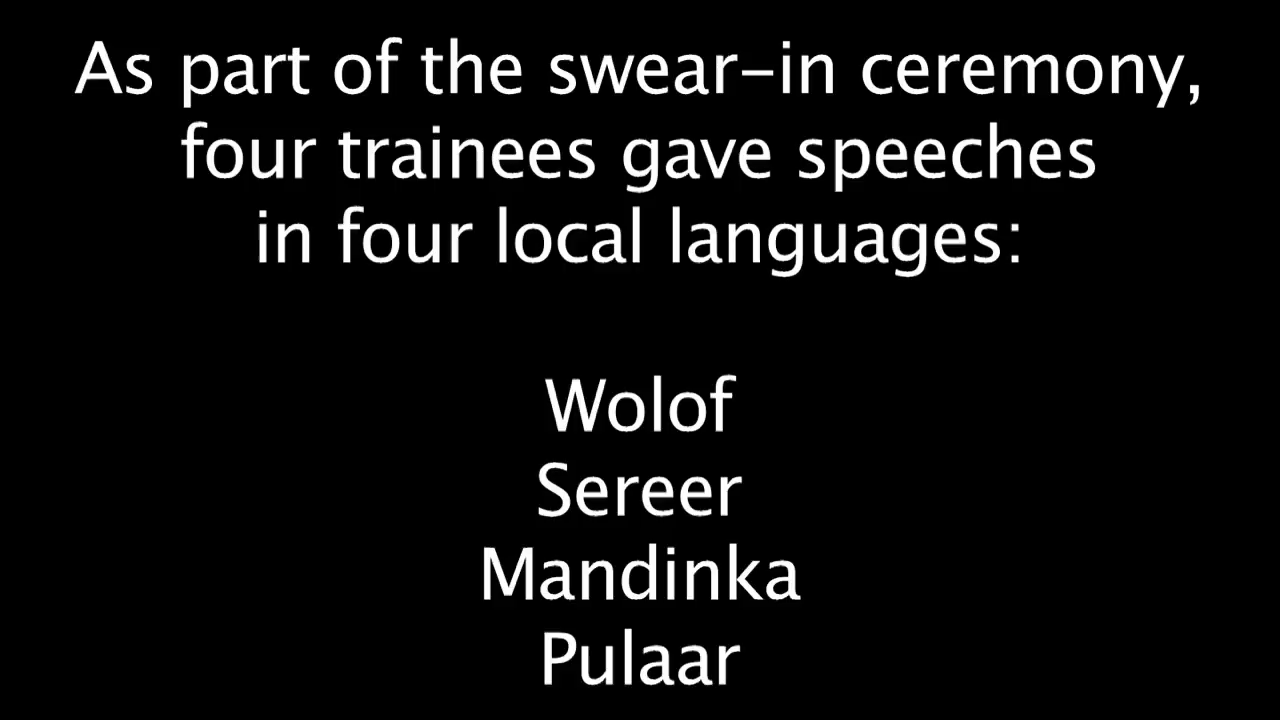 As part of the swear-in ceremony,
four trainees gave speeches
in four local languages:
Wolof
Sereer
Mandinka
Pulaar